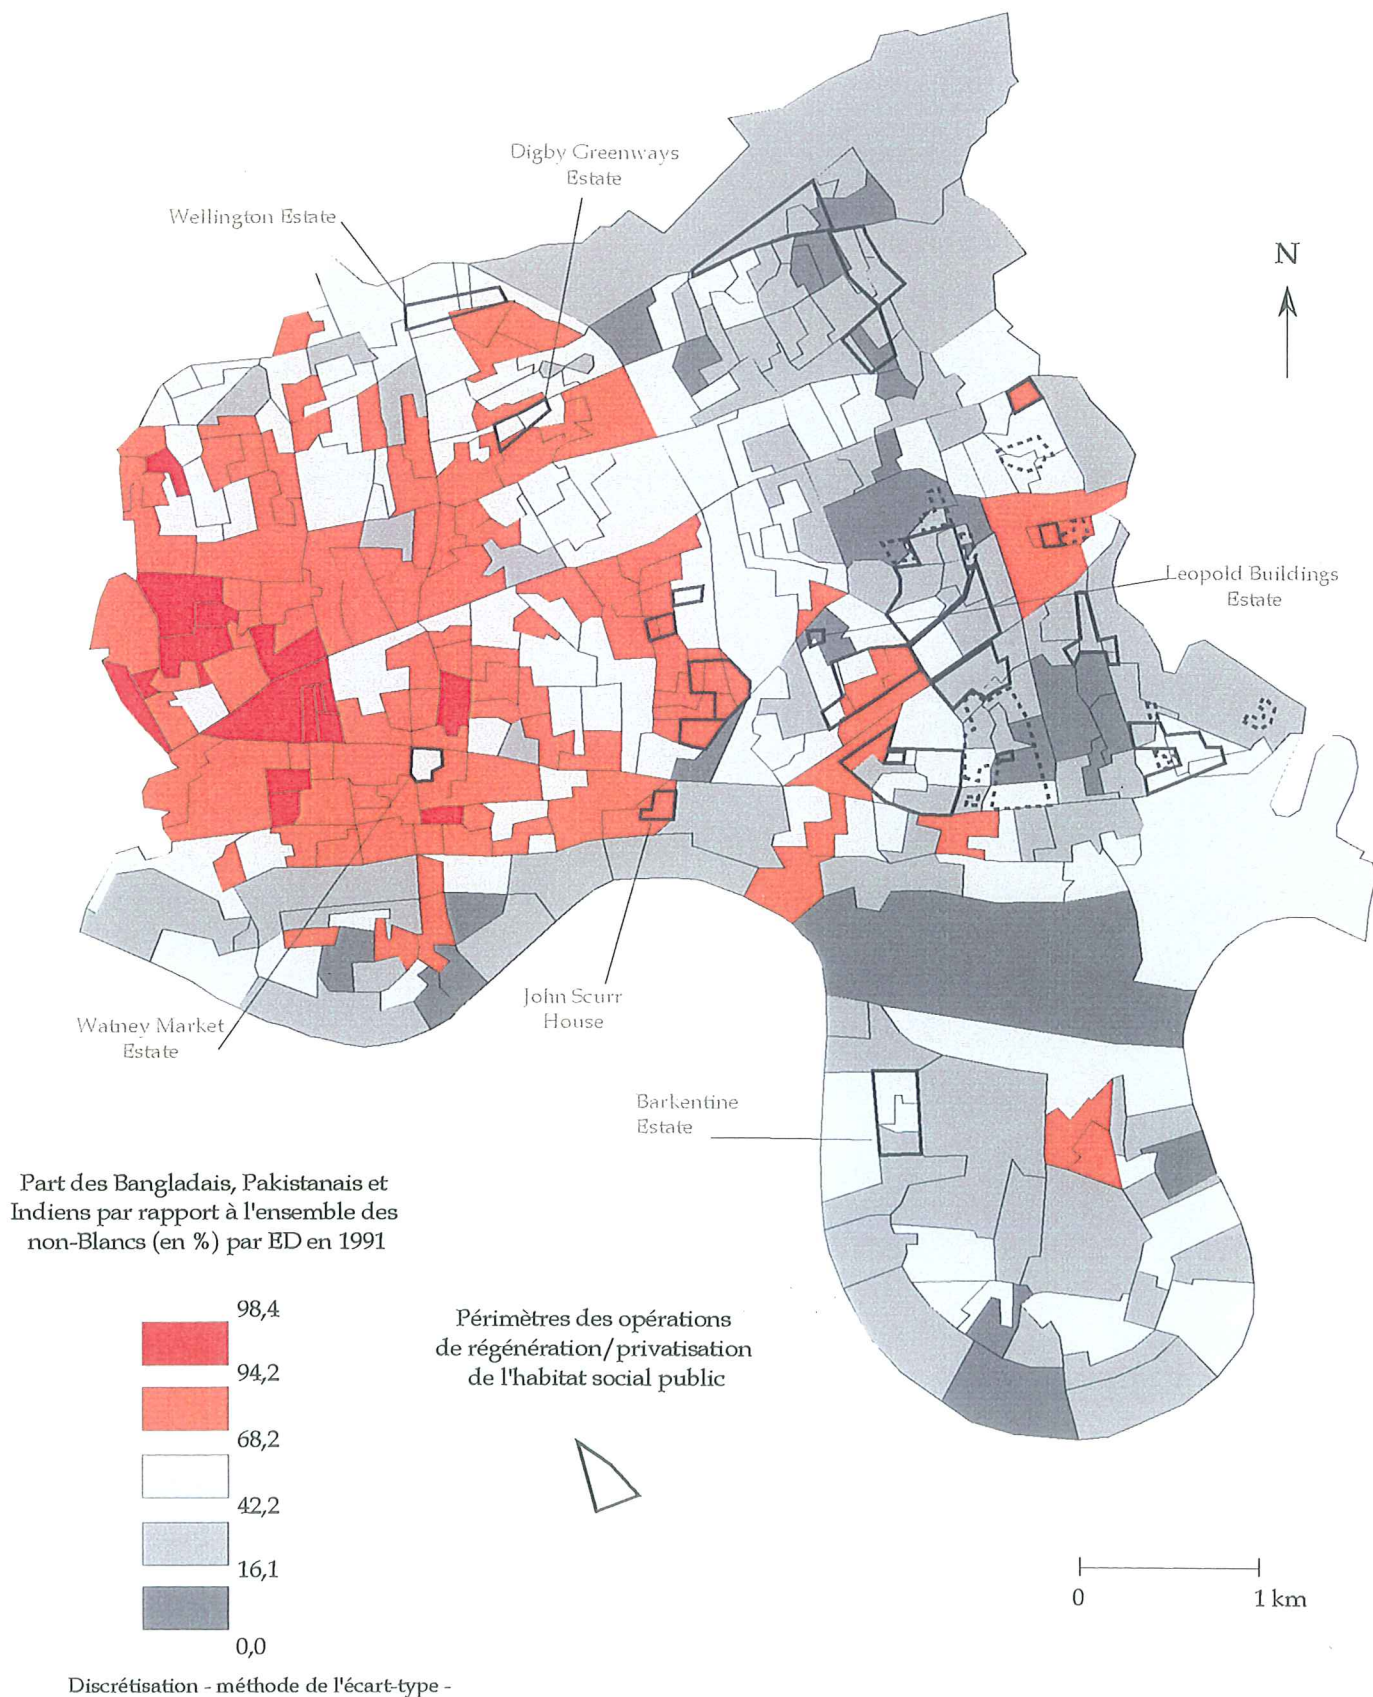 Digby Greenways
Estate
Wellington Estate
N
Leopold Buildings
Estate
John Scurr
House
Watney Market
Estate
Barkentine
Estate
Part des Bangladais, Pakistanais et
Indiens par rapport à l'ensemble des
non-Blancs (en %) par ED en 1991
98,4
94,2
68,2
42,2
16,1
0,0
Périmètres des opérations
de régénération/privatisation
de l'habitat social public
0 1 km
Discrétisation - méthode de l'écart-type -